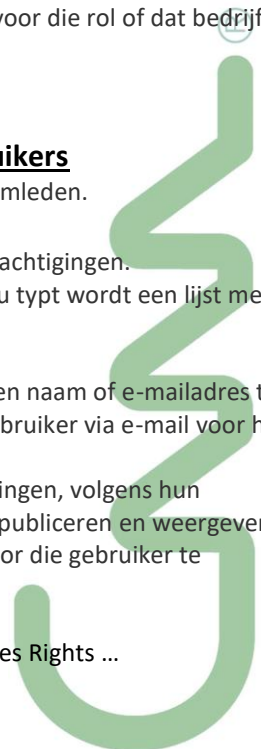 voor die rol of dat bedrijf
uikers
mleden.
achtigingen.
u typt wordt een lijst me
en naam of e-mailadres t
bruiker via e-mail voor h
ingen, volgens hun
publiceren en weergever
or die gebruiker te
es Rights ...